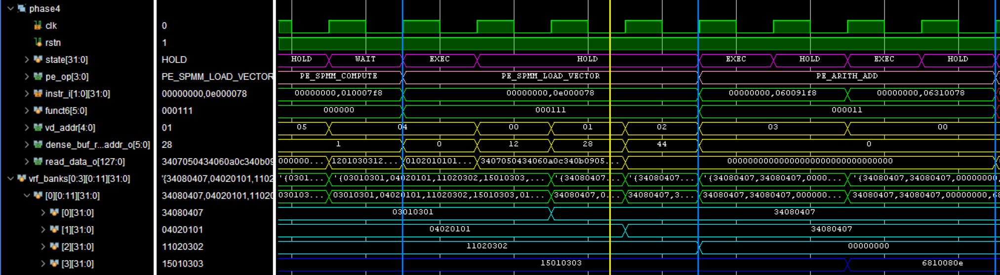 phase4
clk 0
rstn 1
state[31:0] HOLD HOLD WAIT EXEC HOLD EXEC HOLD EXEC HOLD
pe_op[3:0] PE_SPMM_LOAD_VECTOR PE_SPMM_COMPUTE PE_SPMM_LOAD_VECTOR PE_ARITH_ADD
instr_i[1:0][31:0] 00000000,0e000078 00000000,010007f8 00000000,0e000078 00000000,060091f8 00000000,06310078
funct6[5:0] 000111 000000 000111 000011
vd_addr[4:0] 01 05 04 00 01 02 03 00
dense_buf_r...addr_o[5:0] 28 1 0 12 28 44 0
read_data_o[127:0] 3407050434060a0c340b09 000000... 1201030312... 0102010101... 3407050434060a0c340b0905... 00000000000000000000000000000000
vrf_banks[0:3][0:11][31:0] '{34080407,04020101,1102 '{0301... '{03010301,04020101,11020302,15010303,... '{34080407... '{34080407... '{34080407,34080407,0000... '{34080407,34080407,00000000
[0][0:11][31:0] 34080407,04020101,11020 030103... 03010301,04020101,11020302,15010303,01... 34080407,0... 34080407,3... 34080407,34080407,000000... 34080407,34080407,00000000,68
[0][31:0] 34080407 03010301 34080407
[1][31:0] 04020101 04020101 34080407
[2][31:0] 11020302 11020302 00000000
[3][31:0] 15010303 15010303 6810080e